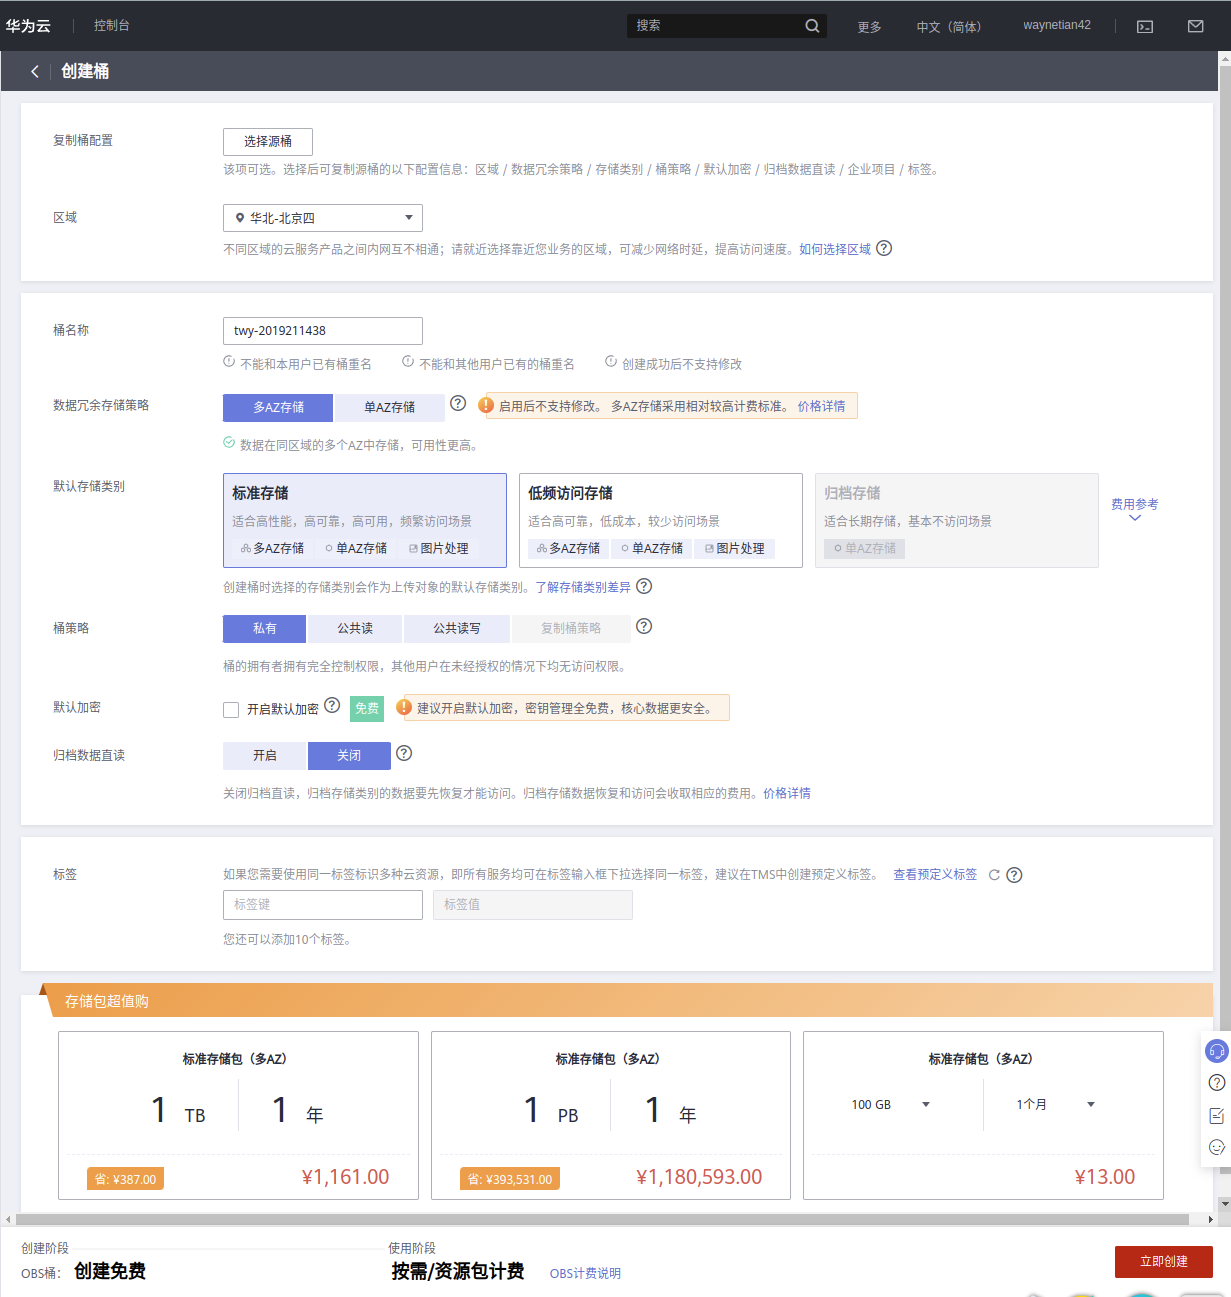 华为云 控制台 搜索 更多 中文（简体） waynetian42
创建桶
复制桶配置 选择源桶
该项可选。选择后可复制源桶的以下配置信息：区域 / 数据冗余策略 / 存储类别 / 桶策略 / 默认加密 / 归档数据直读 / 企业项目 / 标签。
区域 华北-北京四
不同区域的云服务产品之间内网互不相通；请就近选择靠近您业务的区域，可减少网络时延，提高访问速度。如何选择区域
桶名称 twy-2019211438
不能和本用户已有桶重名 不能和其他用户已有的桶重名 创建成功后不支持修改
数据冗余存储策略 多AZ存储 单AZ存储 启用后不支持修改。 多AZ存储采用相对较高计费标准。 价格详情
数据在同区域的多个AZ中存储，可用性更高。
默认存储类别 标准存储 低频访问存储 归档存储
费用参考
适合高性能，高可靠，高可用，频繁访问场景 适合高可靠，低成本，较少访问场景 适合长期存储，基本不访问场景
多AZ存储 单AZ存储 图片处理 多AZ存储 单AZ存储 图片处理 单AZ存储
创建桶时选择的存储类别会作为上传对象的默认存储类别。了解存储类别差异
桶策略 私有 公共读 公共读写 复制桶策略
桶的拥有者拥有完全控制权限，其他用户在未经授权的情况下均无访问权限。
默认加密 开启默认加密 免费 建议开启默认加密，密钥管理全免费，核心数据更安全。
归档数据直读 开启 关闭
关闭归档直读，归档存储类别的数据要先恢复才能访问。归档存储数据恢复和访问会收取相应的费用。价格详情
标签 如果您需要使用同一标签标识多种云资源，即所有服务均可在标签输入框下拉选择同一标签，建议在TMS中创建预定义标签。 查看预定义标签
标签键 标签值
您还可以添加10个标签。
存储包超值购
标准存储包（多AZ） 标准存储包（多AZ） 标准存储包（多AZ）
1 TB 1 年 1 PB 1 年 100 GB 1个月
省: ¥387.00 ¥1,161.00 省: ¥393,531.00 ¥1,180,593.00 ¥13.00
创建阶段 使用阶段
OBS桶： 创建免费 按需/资源包计费 OBS计费说明 立即创建